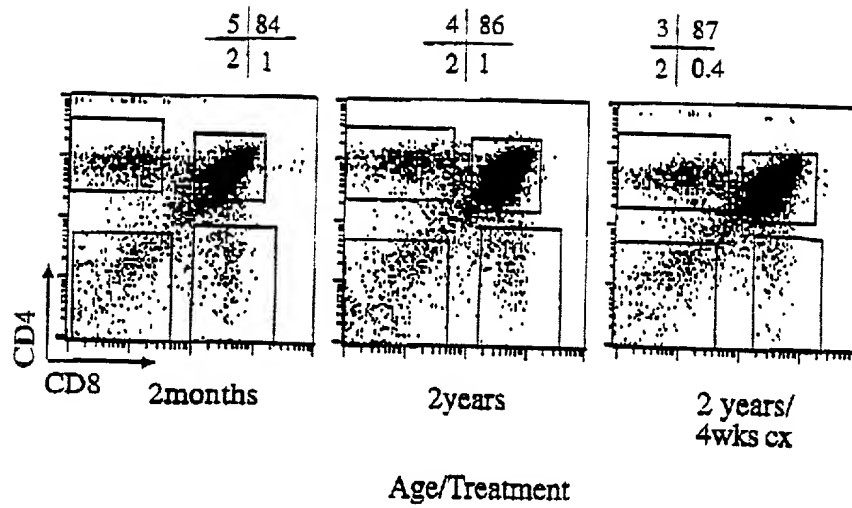 5 84
2 1
4 86
2 1
3 87
2 0.4
CD4
CD8
2months
2years
2 years/
4wks cx
Age/Treatment